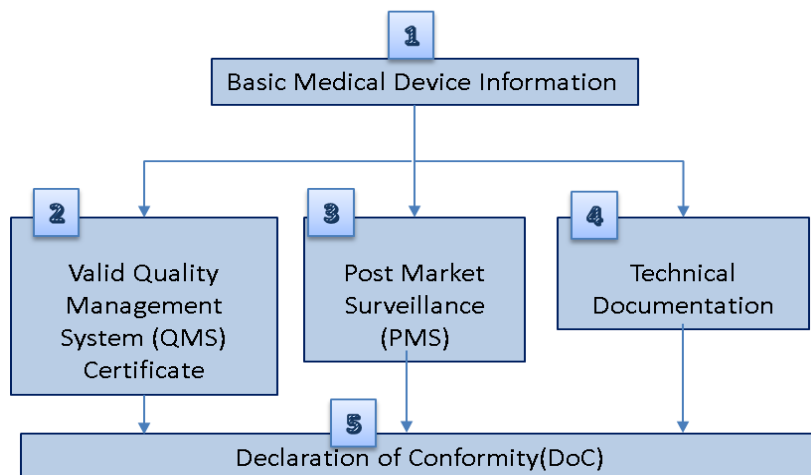 1
Basic Medical Device Information
2
Valid Quality
Management
System (QMS)
Certificate
3
Post Market
Surveillance
(PMS)
4
Technical
Documentation
5
Declaration of Conformity(DoC)